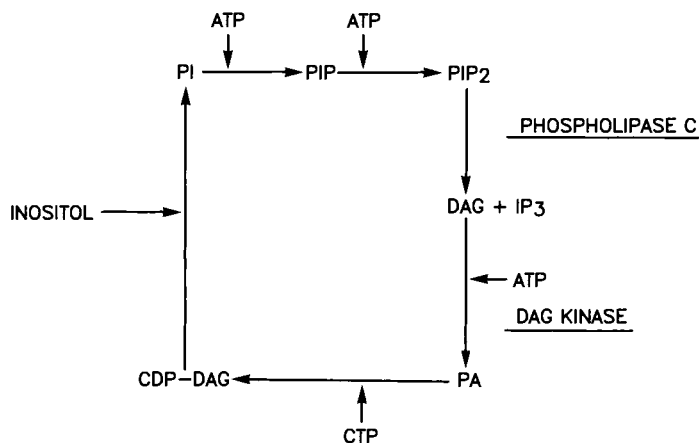 ATP ATP
PI PIP PIP2
PHOSPHOLIPASE C
INOSITOL DAG + IP3
ATP
DAG KINASE
CDP-DAG PA
CTP